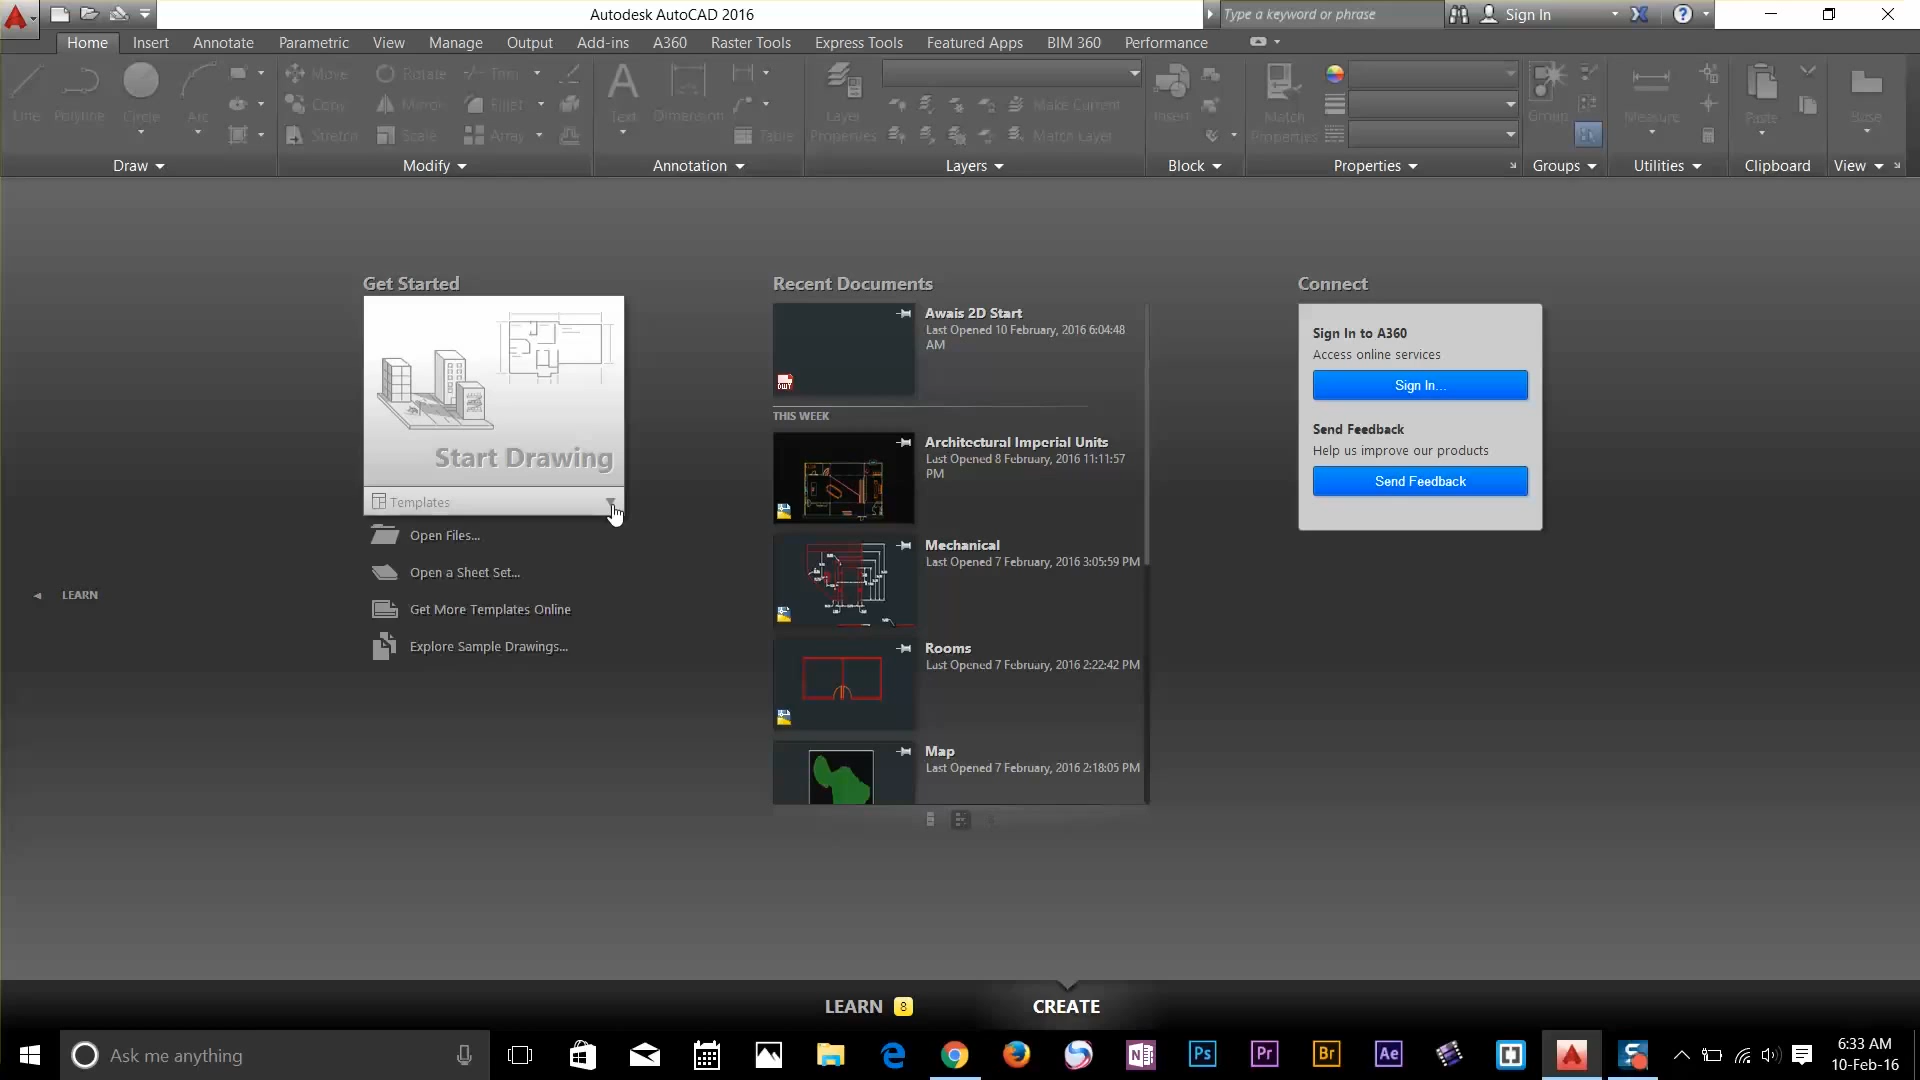 Autodesk AutoCAD 2016
Type a keyword or phrase
Sign In
Home
Insert
Annotate
Parametric
View
Manage
Output
Add-ins
A360
Raster Tools
Express Tools
Featured Apps
BIM 360
Performance
Line
Polyline
Circle
Arc
Move
Rotate
Trim
Copy
Mirror
Fillet
Stretch
Scale
Array
Text
Dimension
Table
Layer
Properties
Make Current
Match Layer
Insert
Match
Properties
Group
Measure
Paste
Base
Draw
Modify
Annotation
Layers
Block
Properties
Groups
Utilities
Clipboard
View
Get Started
Start Drawing
Templates
Open Files...
Open a Sheet Set...
Get More Templates Online
Explore Sample Drawings...
LEARN
Recent Documents
Awais 2D Start
Last Opened 10 February, 2016 6:04:48
AM
DWT
THIS WEEK
Architectural Imperial Units
Last Opened 8 February, 2016 11:11:57
PM
Mechanical
Last Opened 7 February, 2016 3:05:59 PM
Rooms
Last Opened 7 February, 2016 2:22:42 PM
Map
Last Opened 7 February, 2016 2:18:05 PM
Connect
Sign In to A360
Access online services
Sign In...
Send Feedback
Help us improve our products
Send Feedback
LEARN 8
CREATE
Ask me anything
Ps
Pr
Br
Ae
6:33 AM
10-Feb-16